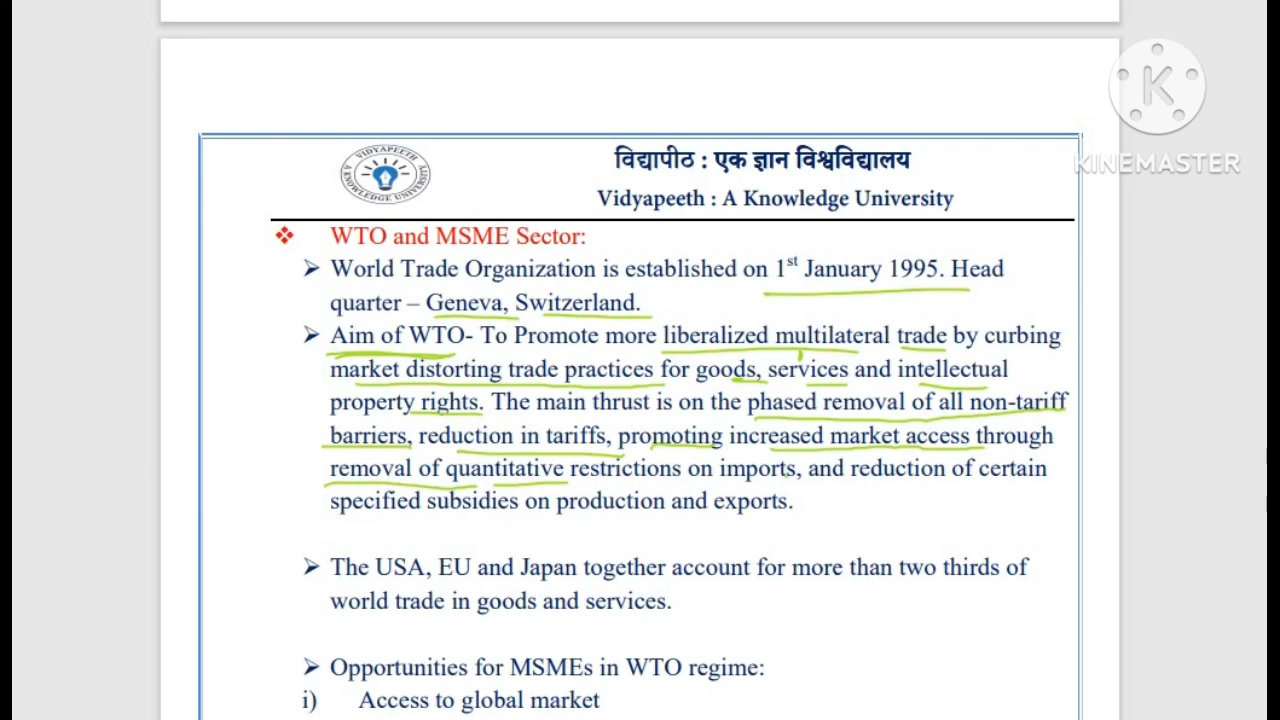 KINEMASTER
VIDYAPEETH
A KNOWLEDGE UNIVERSITY
विद्यापीठ : एक ज्ञान विश्वविद्यालय
Vidyapeeth : A Knowledge University
❖ WTO and MSME Sector:
➢ World Trade Organization is established on 1st January 1995. Head
quarter – Geneva, Switzerland.
➢ Aim of WTO- To Promote more liberalized multilateral trade by curbing
market distorting trade practices for goods, services and intellectual
property rights. The main thrust is on the phased removal of all non-tariff
barriers, reduction in tariffs, promoting increased market access through
removal of quantitative restrictions on imports, and reduction of certain
specified subsidies on production and exports.
➢ The USA, EU and Japan together account for more than two thirds of
world trade in goods and services.
➢ Opportunities for MSMEs in WTO regime:
i) Access to global market